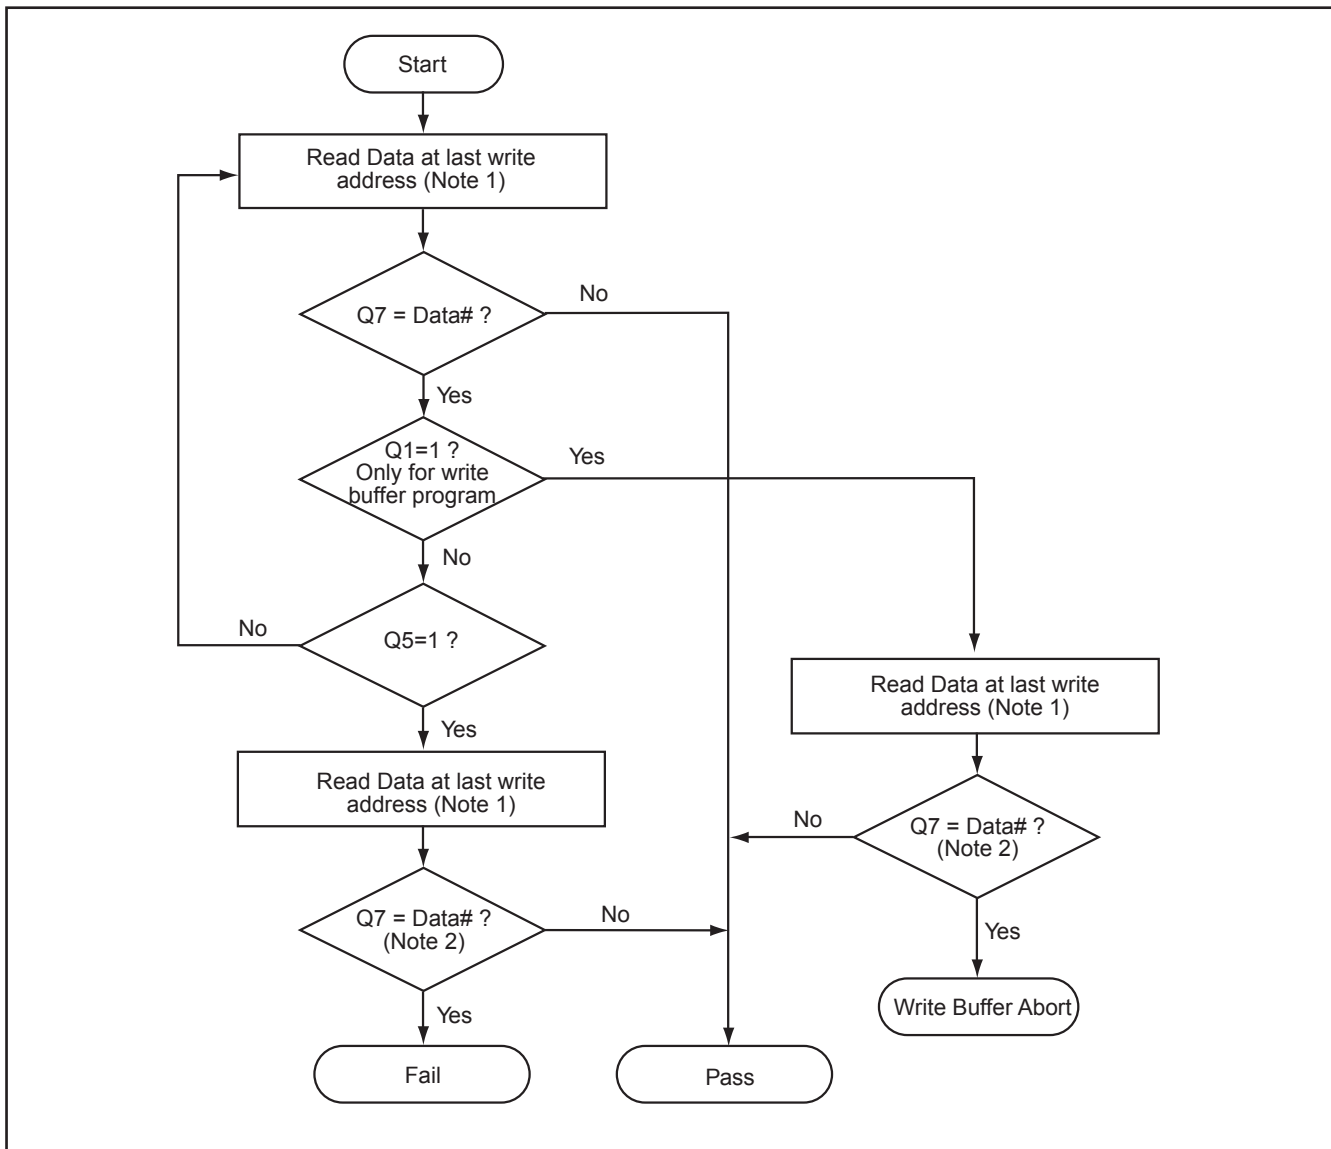 Start
Read Data at last write
address (Note 1)
Q7 = Data# ?
No
Yes
Q1=1 ?
Only for write
buffer program
Yes
No
Q5=1 ?
No
Yes
Read Data at last write
address (Note 1)
Read Data at last write
address (Note 1)
Q7 = Data# ?
(Note 2)
No
Yes
Q7 = Data# ?
(Note 2)
No
Yes
Write Buffer Abort
Fail
Pass